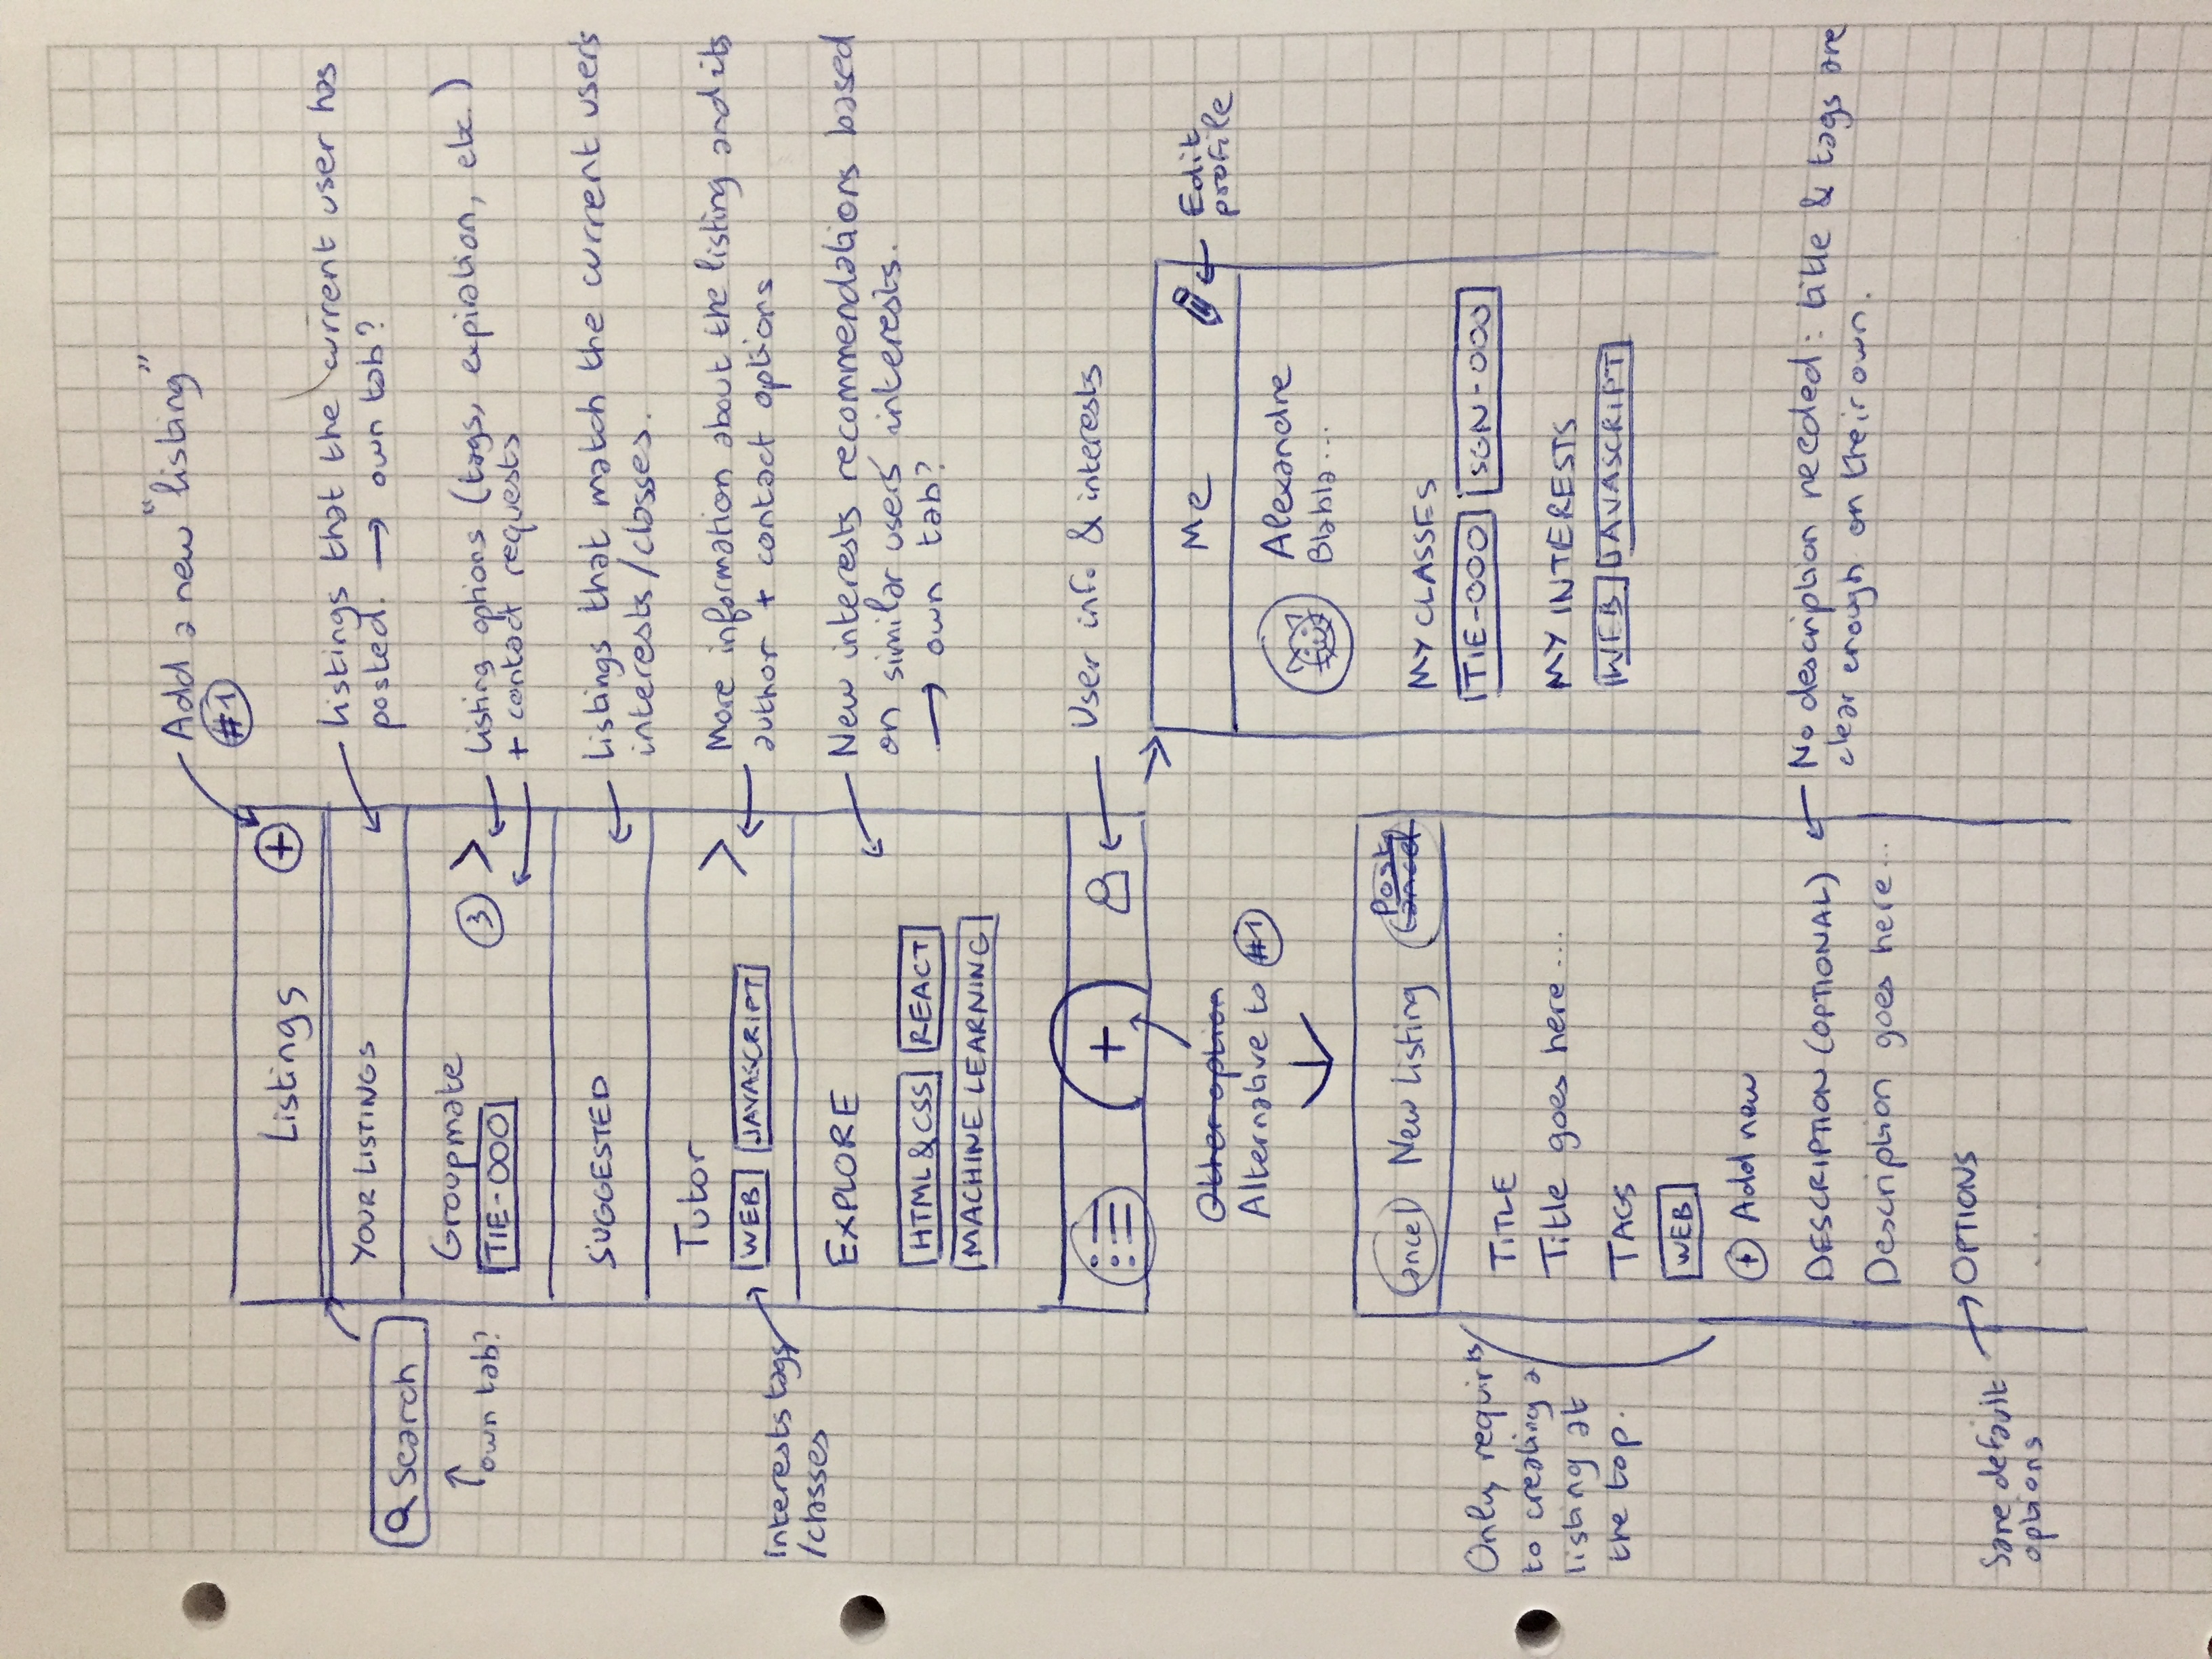 Add a new "listing"
#1
Listings +
Listings that the current user has
posted. → own tab?
YOUR LISTINGS
Search
own tab?
Groupmate
TIE-000
3 >
Listing options (tags, expiration, etc.)
+ contact requests
SUGGESTED
Listings that match the current users
interests/classes.
Tutor
WEB JAVASCRIPT
>
Interests tags
/classes
More information about the listing and its
author + contact options
EXPLORE
HTML & CSS REACT
MACHINE LEARNING
New interests recommendations based
on similar users' interests.
→ own tab?
+
User info & interests
Other option
Alternative to #1
Me
Edit
profile
Alexandre
Blabla...
MY CLASSES
TIE-000 SGN-000
MY INTERESTS
WEB JAVASCRIPT
Cancel New Listing Post
Cancel
Only
to creating a
listing at
the top.
TITLE
Title goes here...
TAGS
WEB
+ Add new
DESCRIPTION (OPTIONAL)
Description goes here...
No description needed: title & tags are
clear enough on their own.
OPTIONS
....
Sane default
options